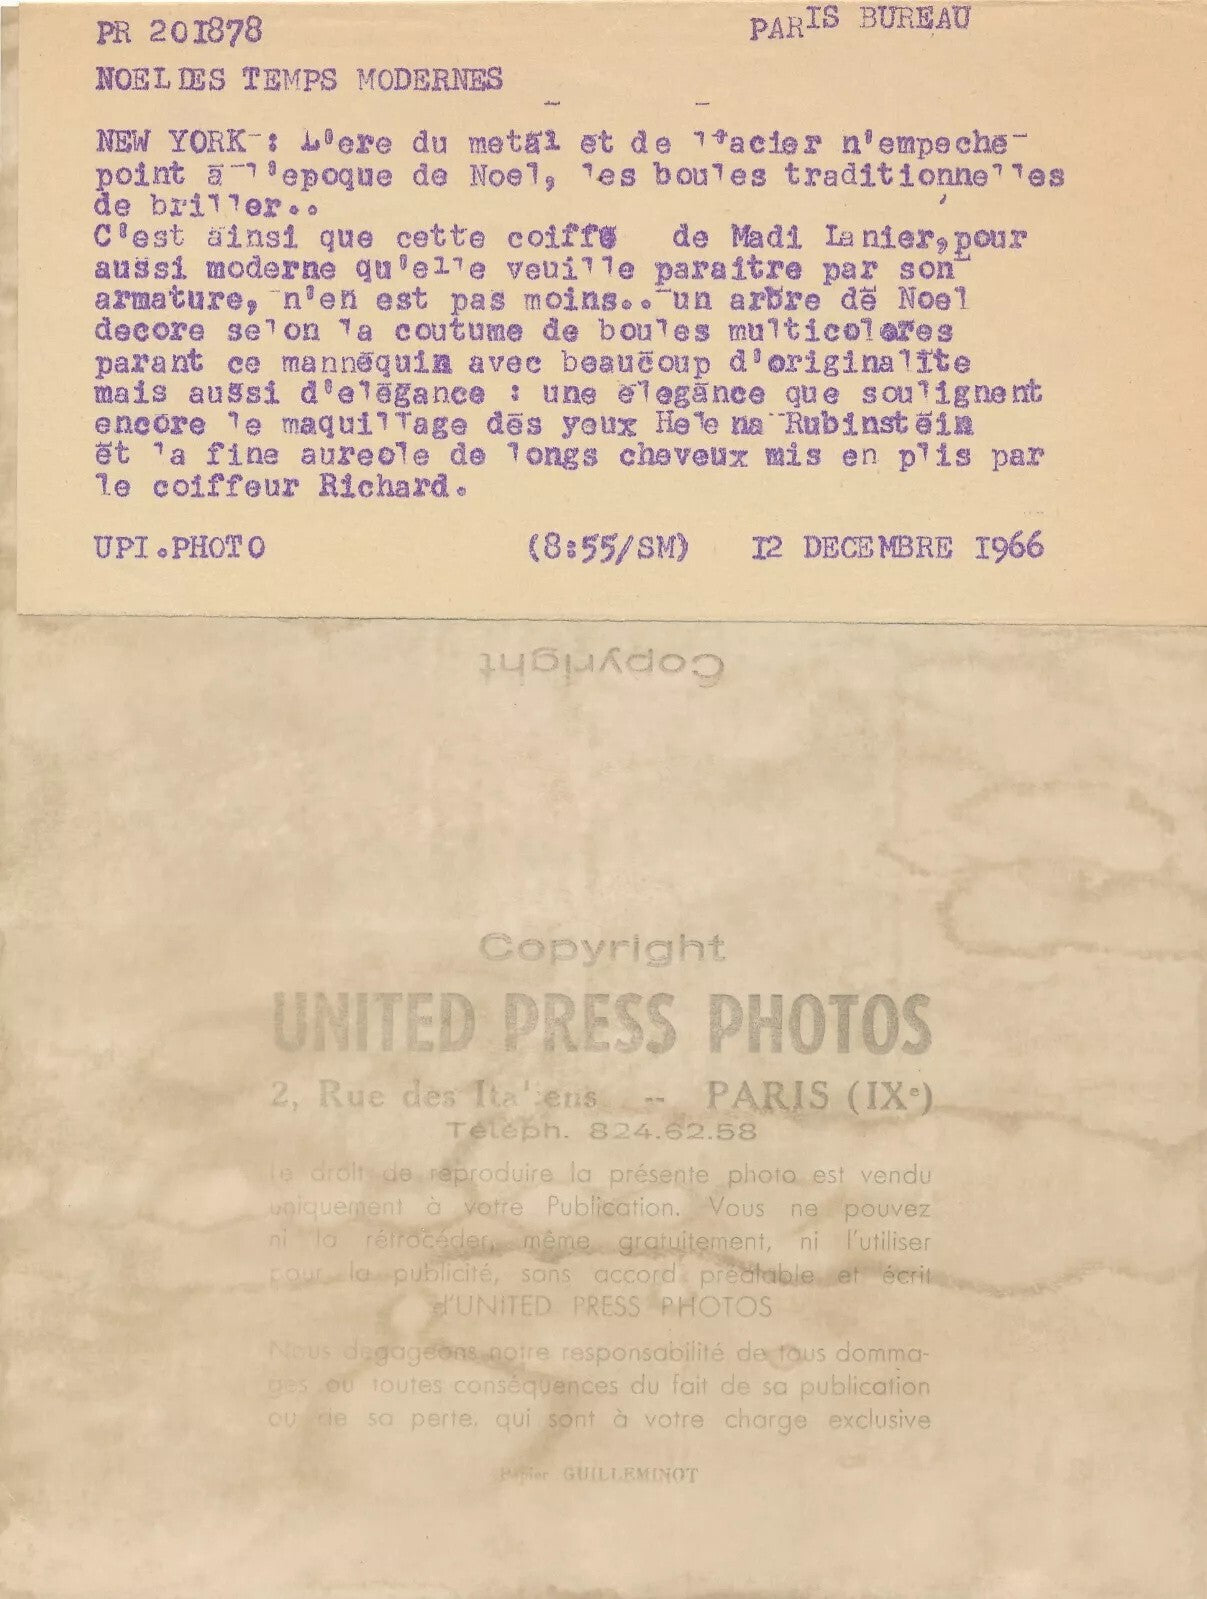 PR 201878 PARIS BUREAU
NOEL DES TEMPS MODERNES
NEW YORK : L'ere du metal et de l'acier n'empeche
point a l'epoque de Noel, les boules traditionnelles
de briller..
C'est ainsi que cette coiffe de Madi Lanier,pour
aussi moderne qu'elle veuille paraitre par son
armature, n'en est pas moins.. un arbre de Noel
decore selon la coutume de boules multicolores
parant ce mannequin avec beaucoup d'originalite
mais aussi d'elegance : une elegance que soulignent
encore le maquillage des yeux Helena Rubinstein
et la fine aureole de longs cheveux mis en plis par
le coiffeur Richard.
UPI.PHOTO (8:55/SM) 12 DECEMBRE 1966
Copyright
Copyright
UNITED PRESS PHOTOS
2, Rue des Italiens -- PARIS (IXe)
Téléph. 824.62.58
Le droit de reproduire la présente photo est vendu
uniquement à votre Publication. Vous ne pouvez
ni la rétrocéder, même gratuitement, ni l'utiliser
pour la publicité, sans accord préalable et écrit
d'UNITED PRESS PHOTOS
Nous dégageons notre responsabilité de tous domma-
ges ou toutes conséquences du fait de sa publication
ou de sa perte, qui sont à votre charge exclusive
Papier GUILLEMINOT